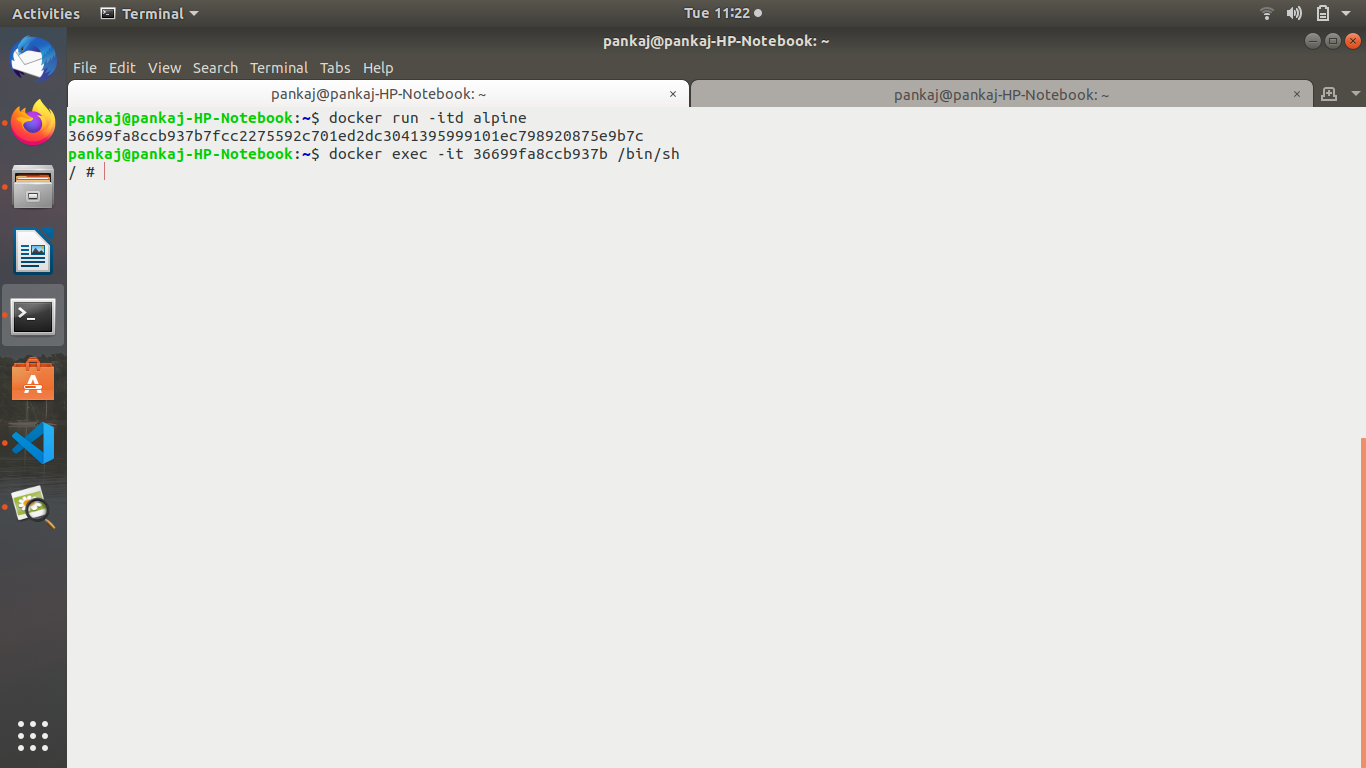 Activities Terminal Tue 11:22
pankaj@pankaj-HP-Notebook: ~
File Edit View Search Terminal Tabs Help
pankaj@pankaj-HP-Notebook: ~ × pankaj@pankaj-HP-Notebook: ~ ×
pankaj@pankaj-HP-Notebook:~$ docker run -itd alpine
36699fa8ccb937b7fcc2275592c701ed2dc3041395999101ec798920875e9b7c
pankaj@pankaj-HP-Notebook:~$ docker exec -it 36699fa8ccb937b /bin/sh
/ #